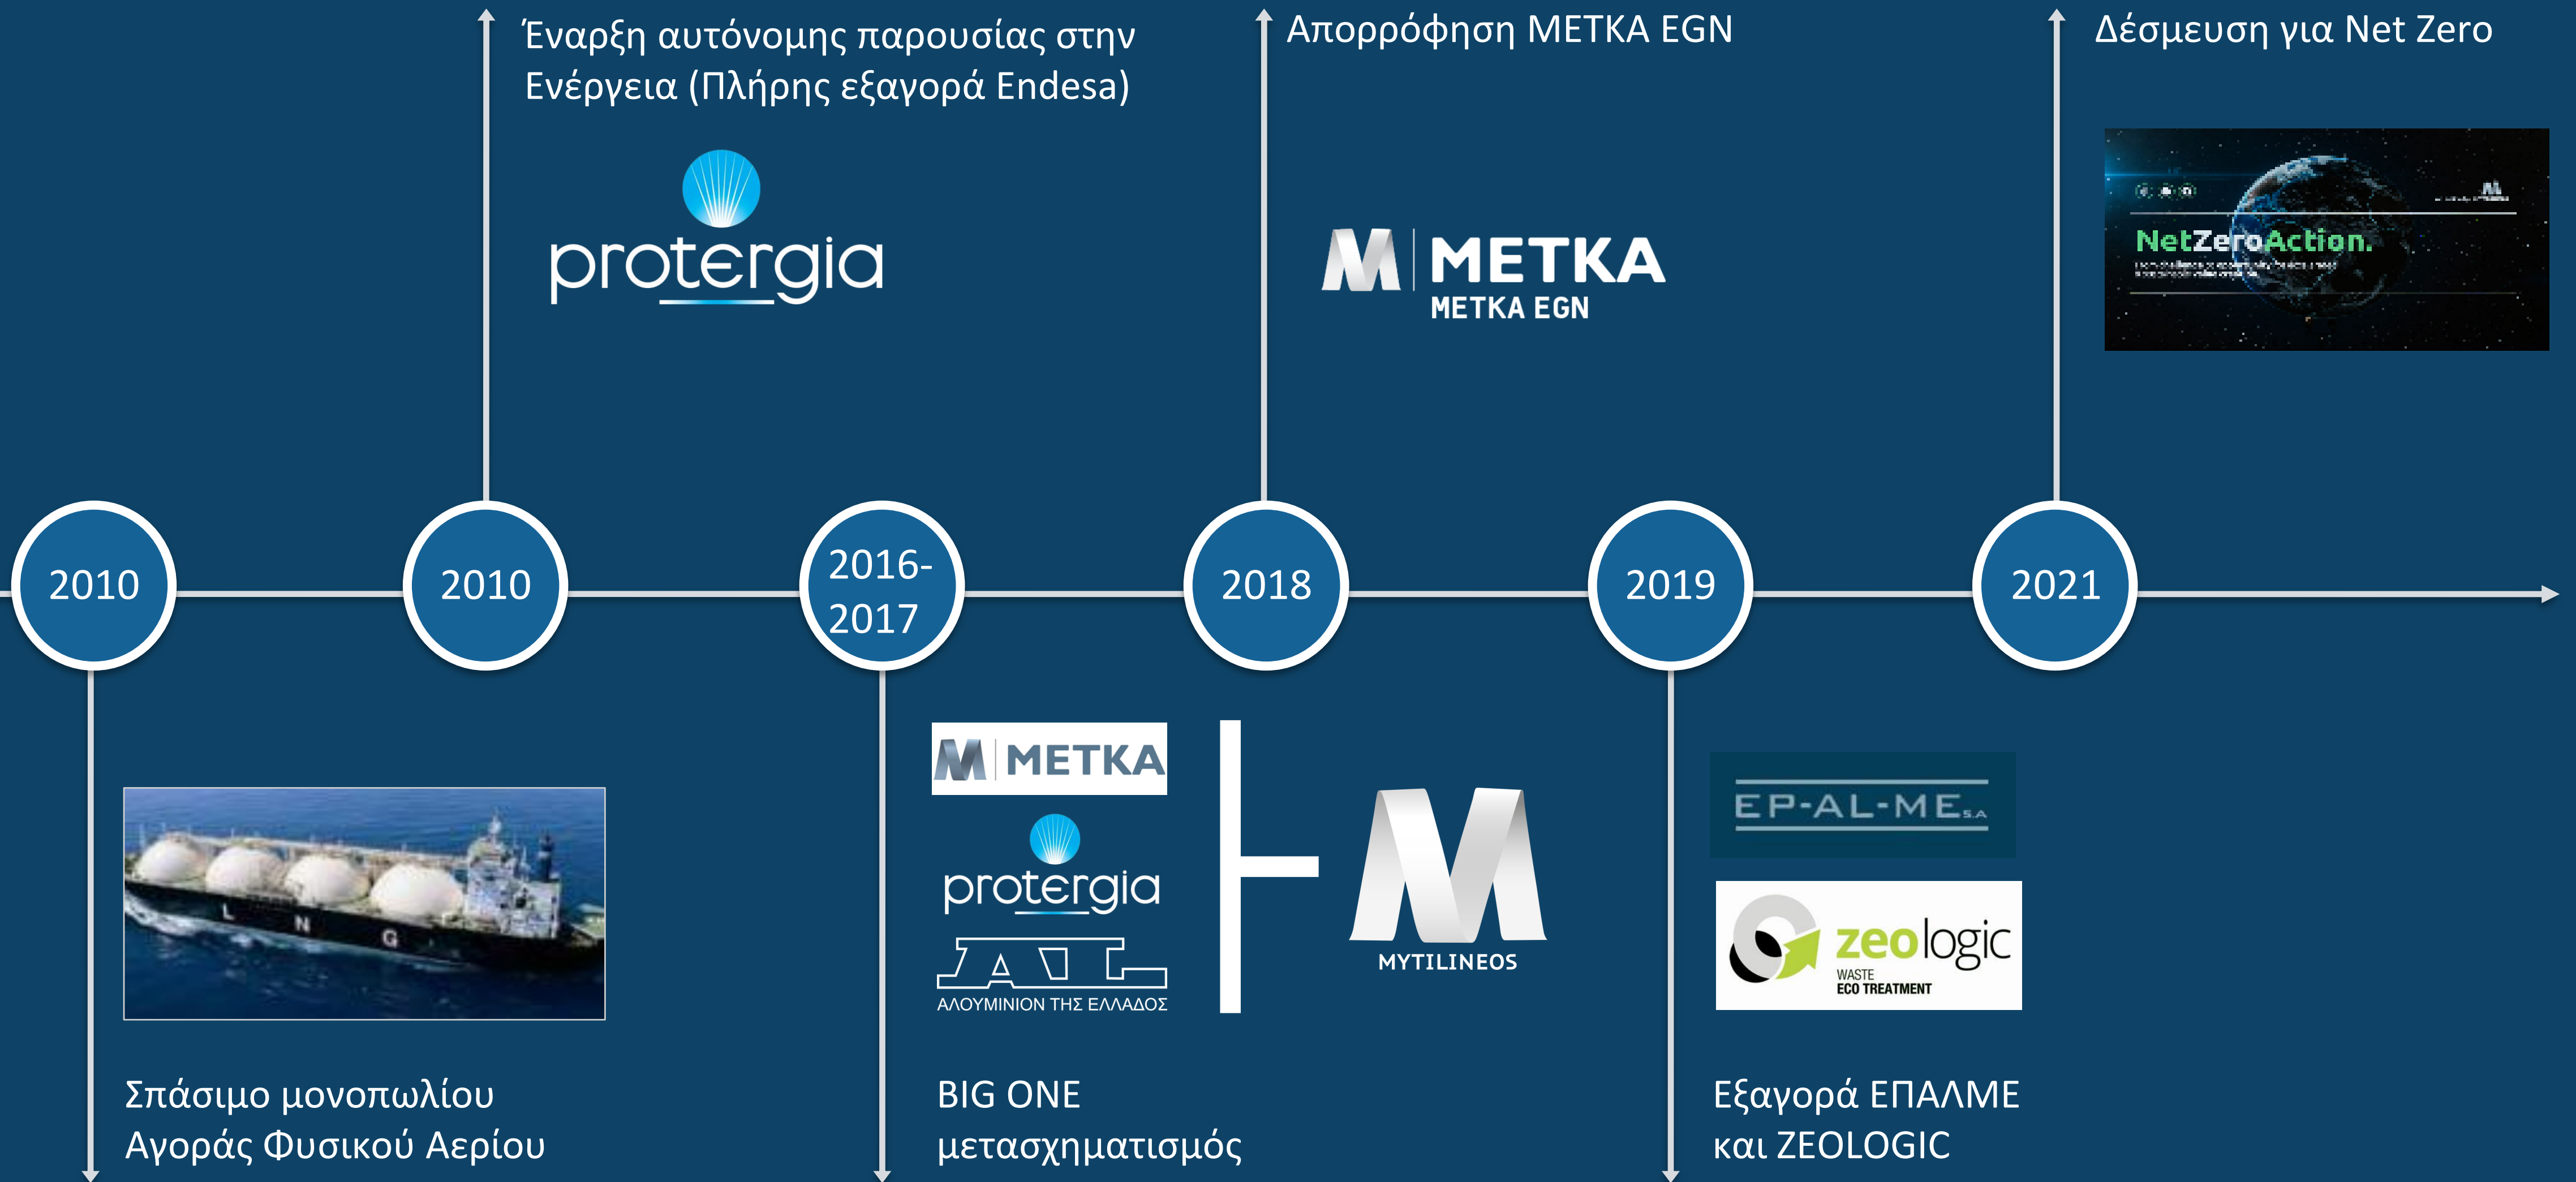 Έναρξη αυτόνομης παρουσίας στην
Ενέργεια (Πλήρης εξαγορά Endesa)
protergia
Απορρόφηση METKA EGN
METKA
METKA EGN
Δέσμευση για Net Zero
NetZeroAction.
2010
2010
2016-
2017
2018
2019
2021
L N G
Σπάσιμο μονοπωλίου
Αγοράς Φυσικού Αερίου
METKA
protergia
ΑΛΟΥΜΙΝΙΟΝ ΤΗΣ ΕΛΛΑΔΟΣ
MYTILINEOS
BIG ONE
μετασχηματισμός
EP-AL-ME S.A
zeologic
WASTE
ECO TREATMENT
Εξαγορά ΕΠΑΛΜΕ
και ZEOLOGIC